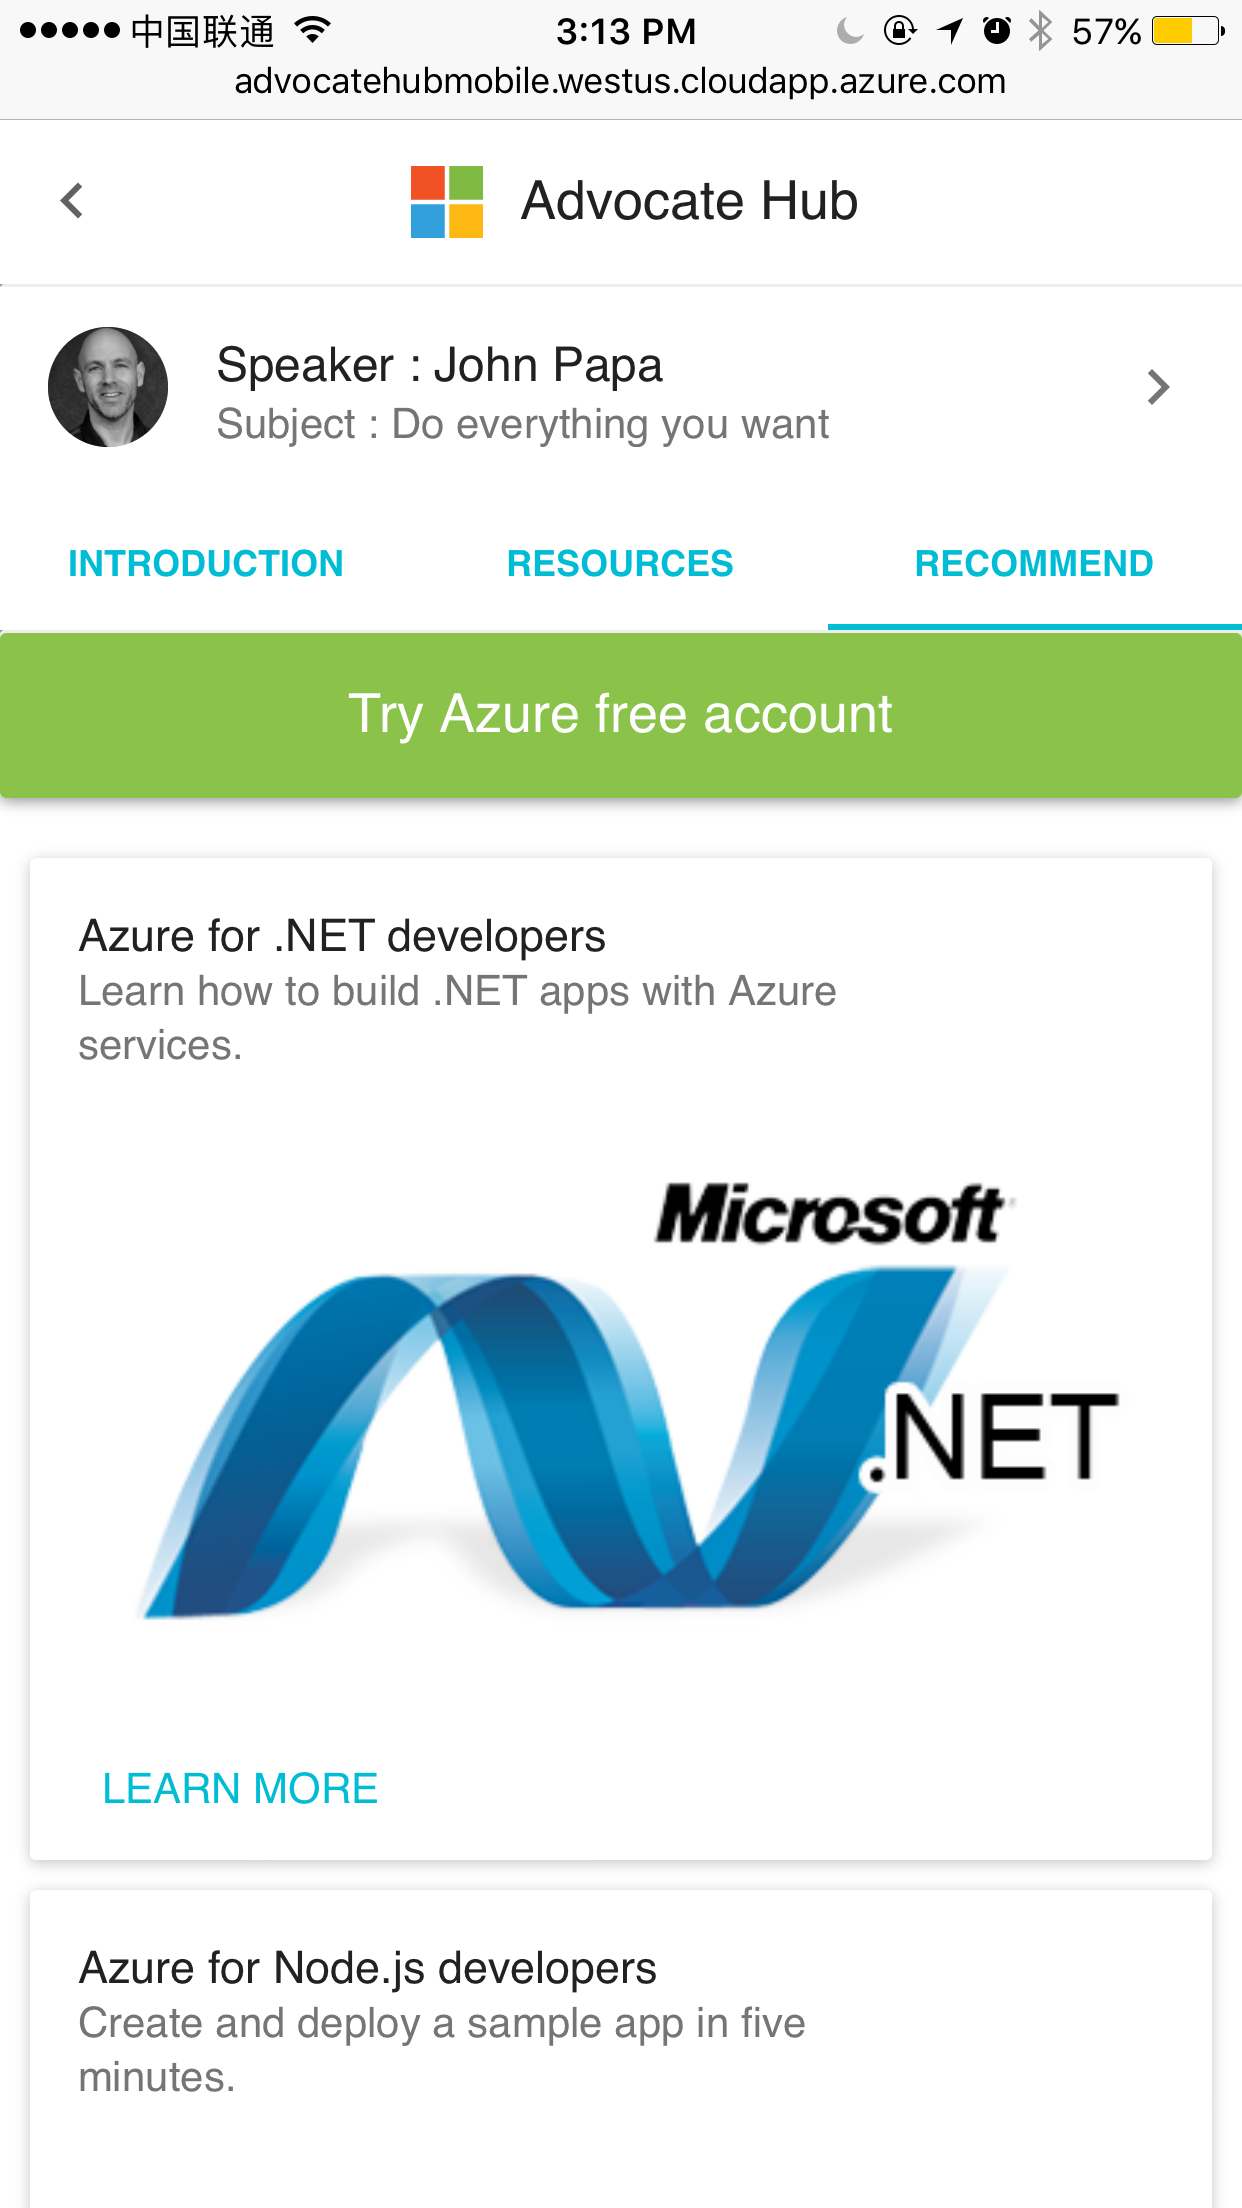 中国联通 3:13 PM 57%
advocatehubmobile.westus.cloudapp.azure.com
Advocate Hub
Speaker : John Papa
Subject : Do everything you want
INTRODUCTION RESOURCES RECOMMEND
Try Azure free account
Azure for .NET developers
Learn how to build .NET apps with Azure
services.
Microsoft
.NET
LEARN MORE
Azure for Node.js developers
Create and deploy a sample app in five
minutes.